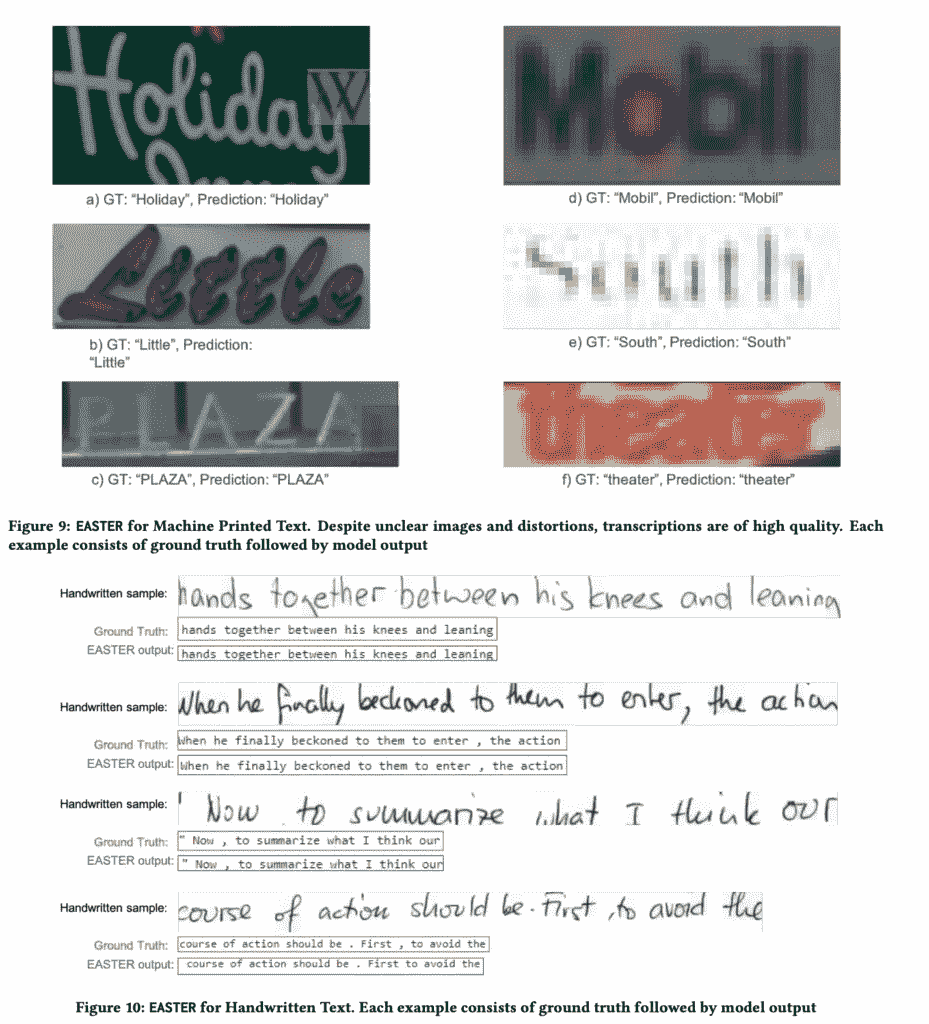 Holiday
W
a) GT: “Holiday”, Prediction: “Holiday”
Mobil
d) GT: “Mobil”, Prediction: “Mobil”
Little
b) GT: “Little”, Prediction:
“Little”
South
e) GT: “South”, Prediction: “South”
PLAZA
c) GT: “PLAZA”, Prediction: “PLAZA”
theater
f) GT: “theater”, Prediction: “theater”
Figure 9: EASTER for Machine Printed Text. Despite unclear images and distortions, transcriptions are of high quality. Each
example consists of ground truth followed by model output
Handwritten sample: hands together between his knees and leaning
Ground Truth: hands together between his knees and leaning
EASTER output: hands together between his knees and leaning
Handwritten sample: When he finally beckoned to them to enter, the action
Ground Truth: When he finally beckoned to them to enter , the action
EASTER output: When he finally beckoned to them to enter , the action
Handwritten sample: ' Now to summarize what I think our
Ground Truth: " Now , to summarize what I think our
EASTER output: " Now , to summarize what I think our
Handwritten sample: course of action should be. First ,to avoid the
Ground Truth: course of action should be . First , to avoid the
EASTER output: course of action should be . First to avoid the
Figure 10: EASTER for Handwritten Text. Each example consists of ground truth followed by model output